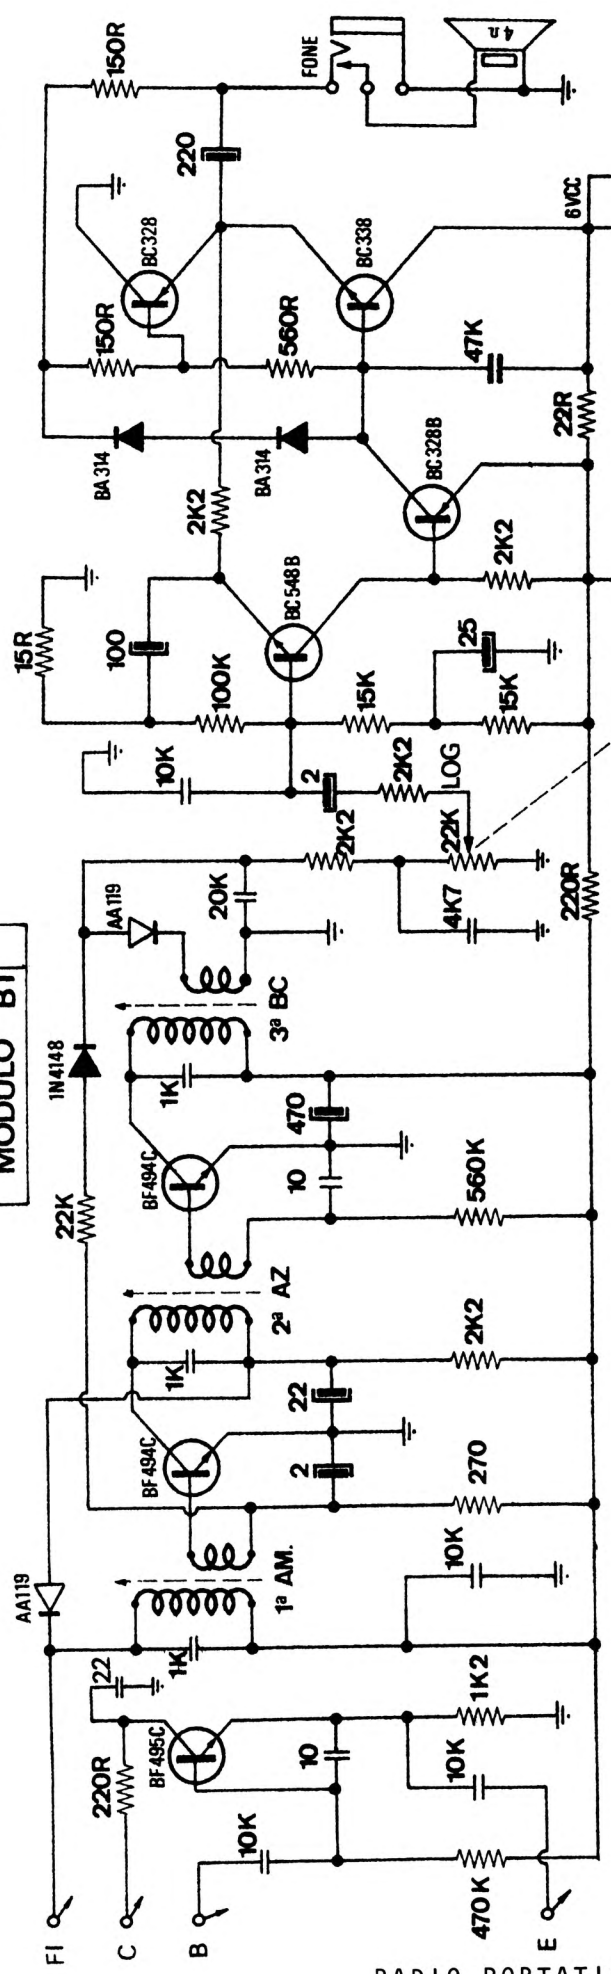 MODULO B1
FI
C
B
E
AA119
22K
1N4148
AA119
15R
150R
220R
22
BF495C
10K
10
470K
10K
1K2
10K
1K
1ª AM.
BF494C
2
22
270
2K2
1K
2ª AZ
BF494C
10
470
560K
1K
3ª BC
20K
2K2
4K7
22K
LOG
220R
10K
2
2K2
100
100K
15K
15K
25
BC548B
2K2
2K2
BC328B
22R
BA314
BA314
150R
560R
47K
BC328
BC338
220
6VCC
FONE
4Ω
RADIO PORTATI